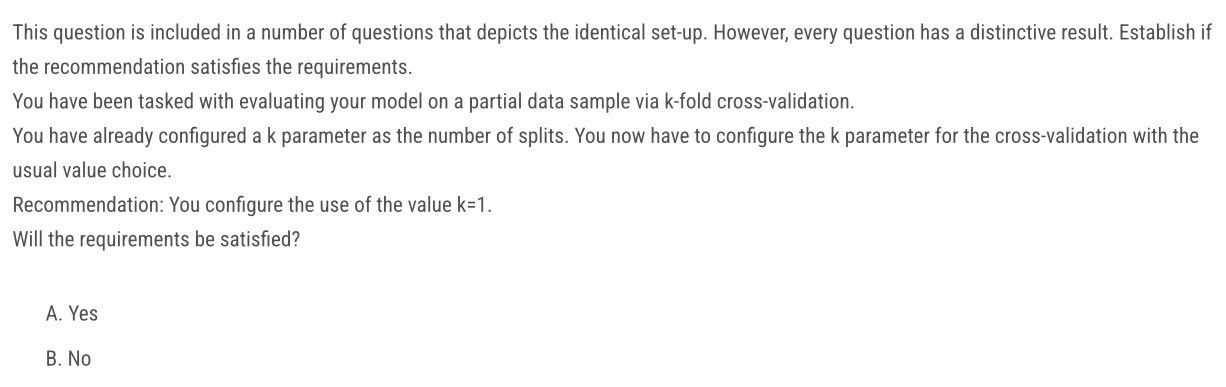 This question is included in a number of questions that depicts the identical set-up. However, every question has a distinctive result. Establish if
the recommendation satisfies the requirements.
You have been tasked with evaluating your model on a partial data sample via k-fold cross-validation.
You have already configured a k parameter as the number of splits. You now have to configure the k parameter for the cross-validation with the
usual value choice.
Recommendation: You configure the use of the value k=1.
Will the requirements be satisfied?
A. Yes
B. No